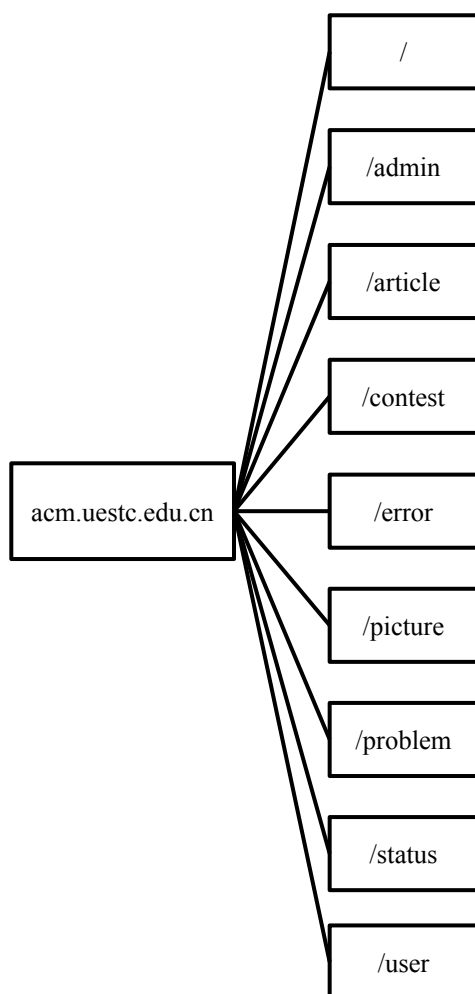 /
/admin
/article
/contest
acm.uestc.edu.cn
/error
/picture
/problem
/status
/user